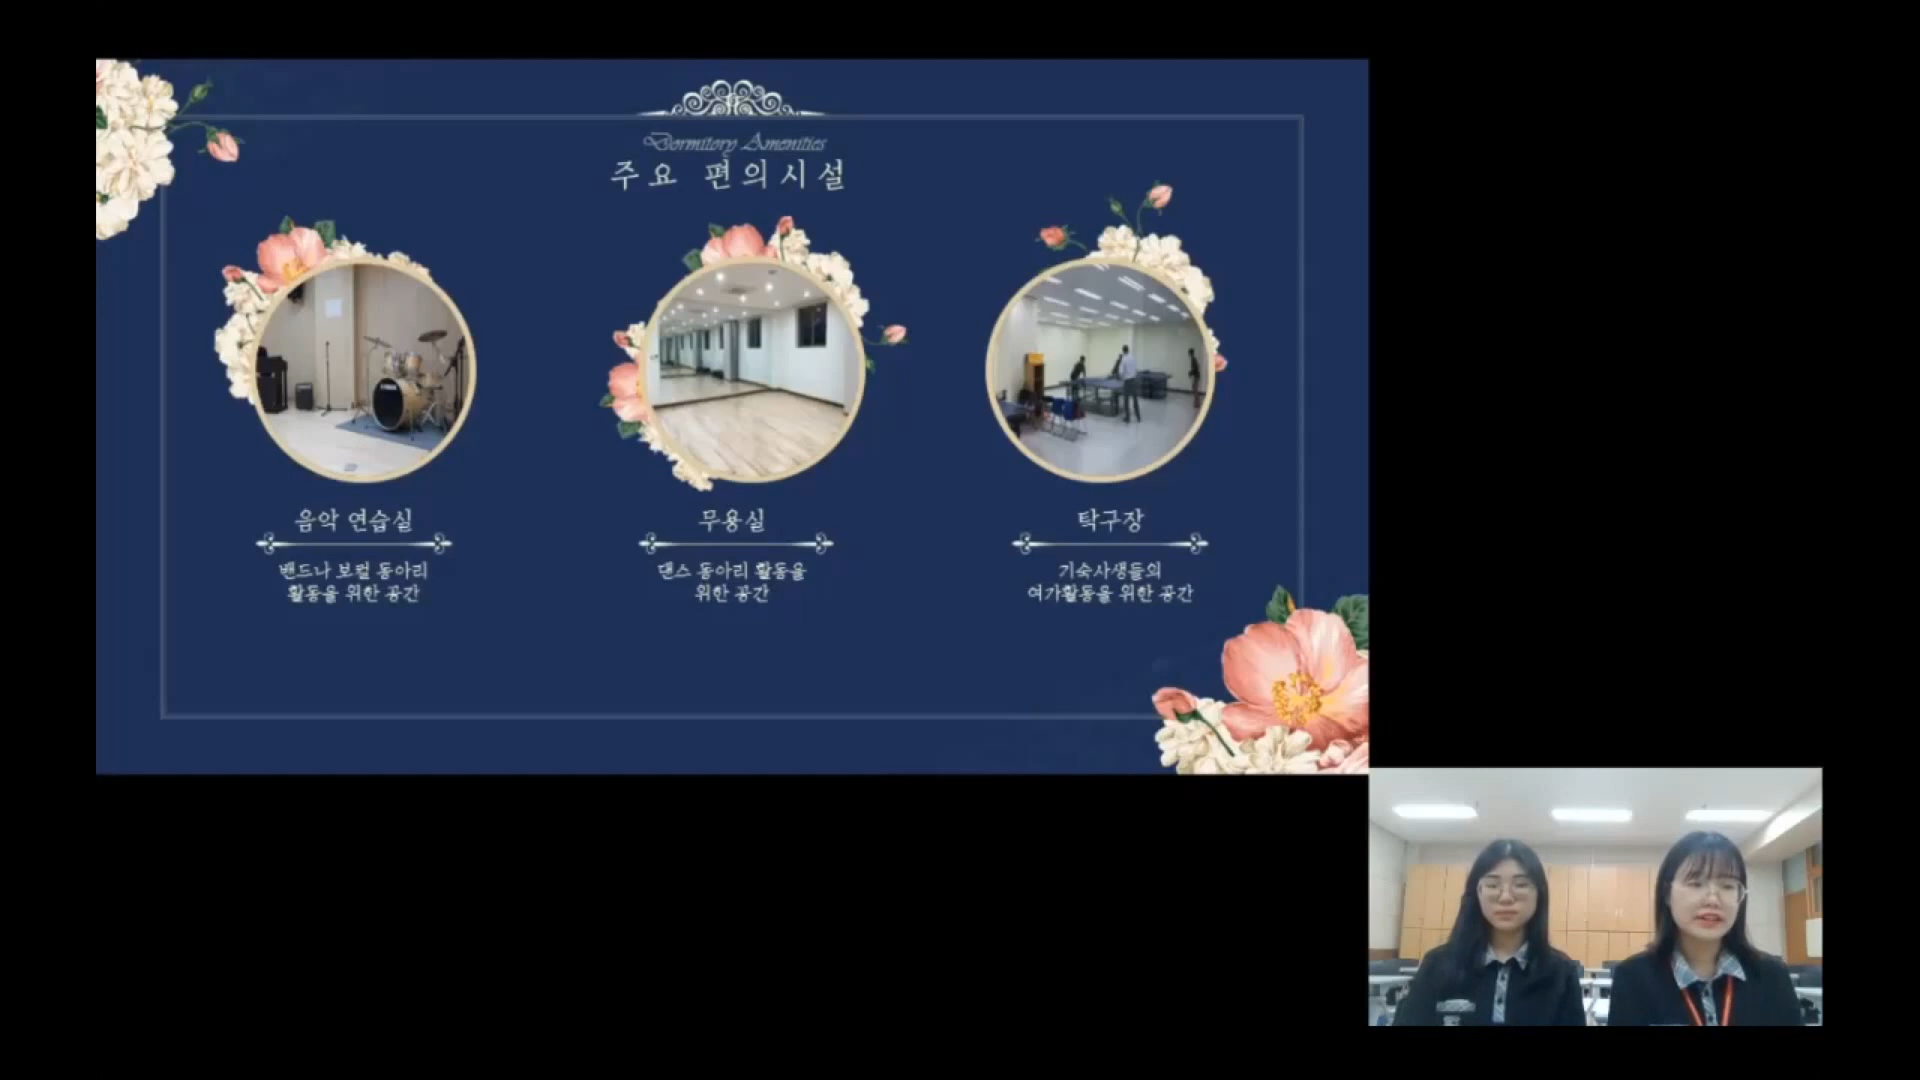 Dormitory Amenities
주요 편의시설
음악 연습실
밴드나 보컬 동아리
활동을 위한 공간
무용실
댄스 동아리 활동을
위한 공간
탁구장
기숙사생들의
여가활동을 위한 공간